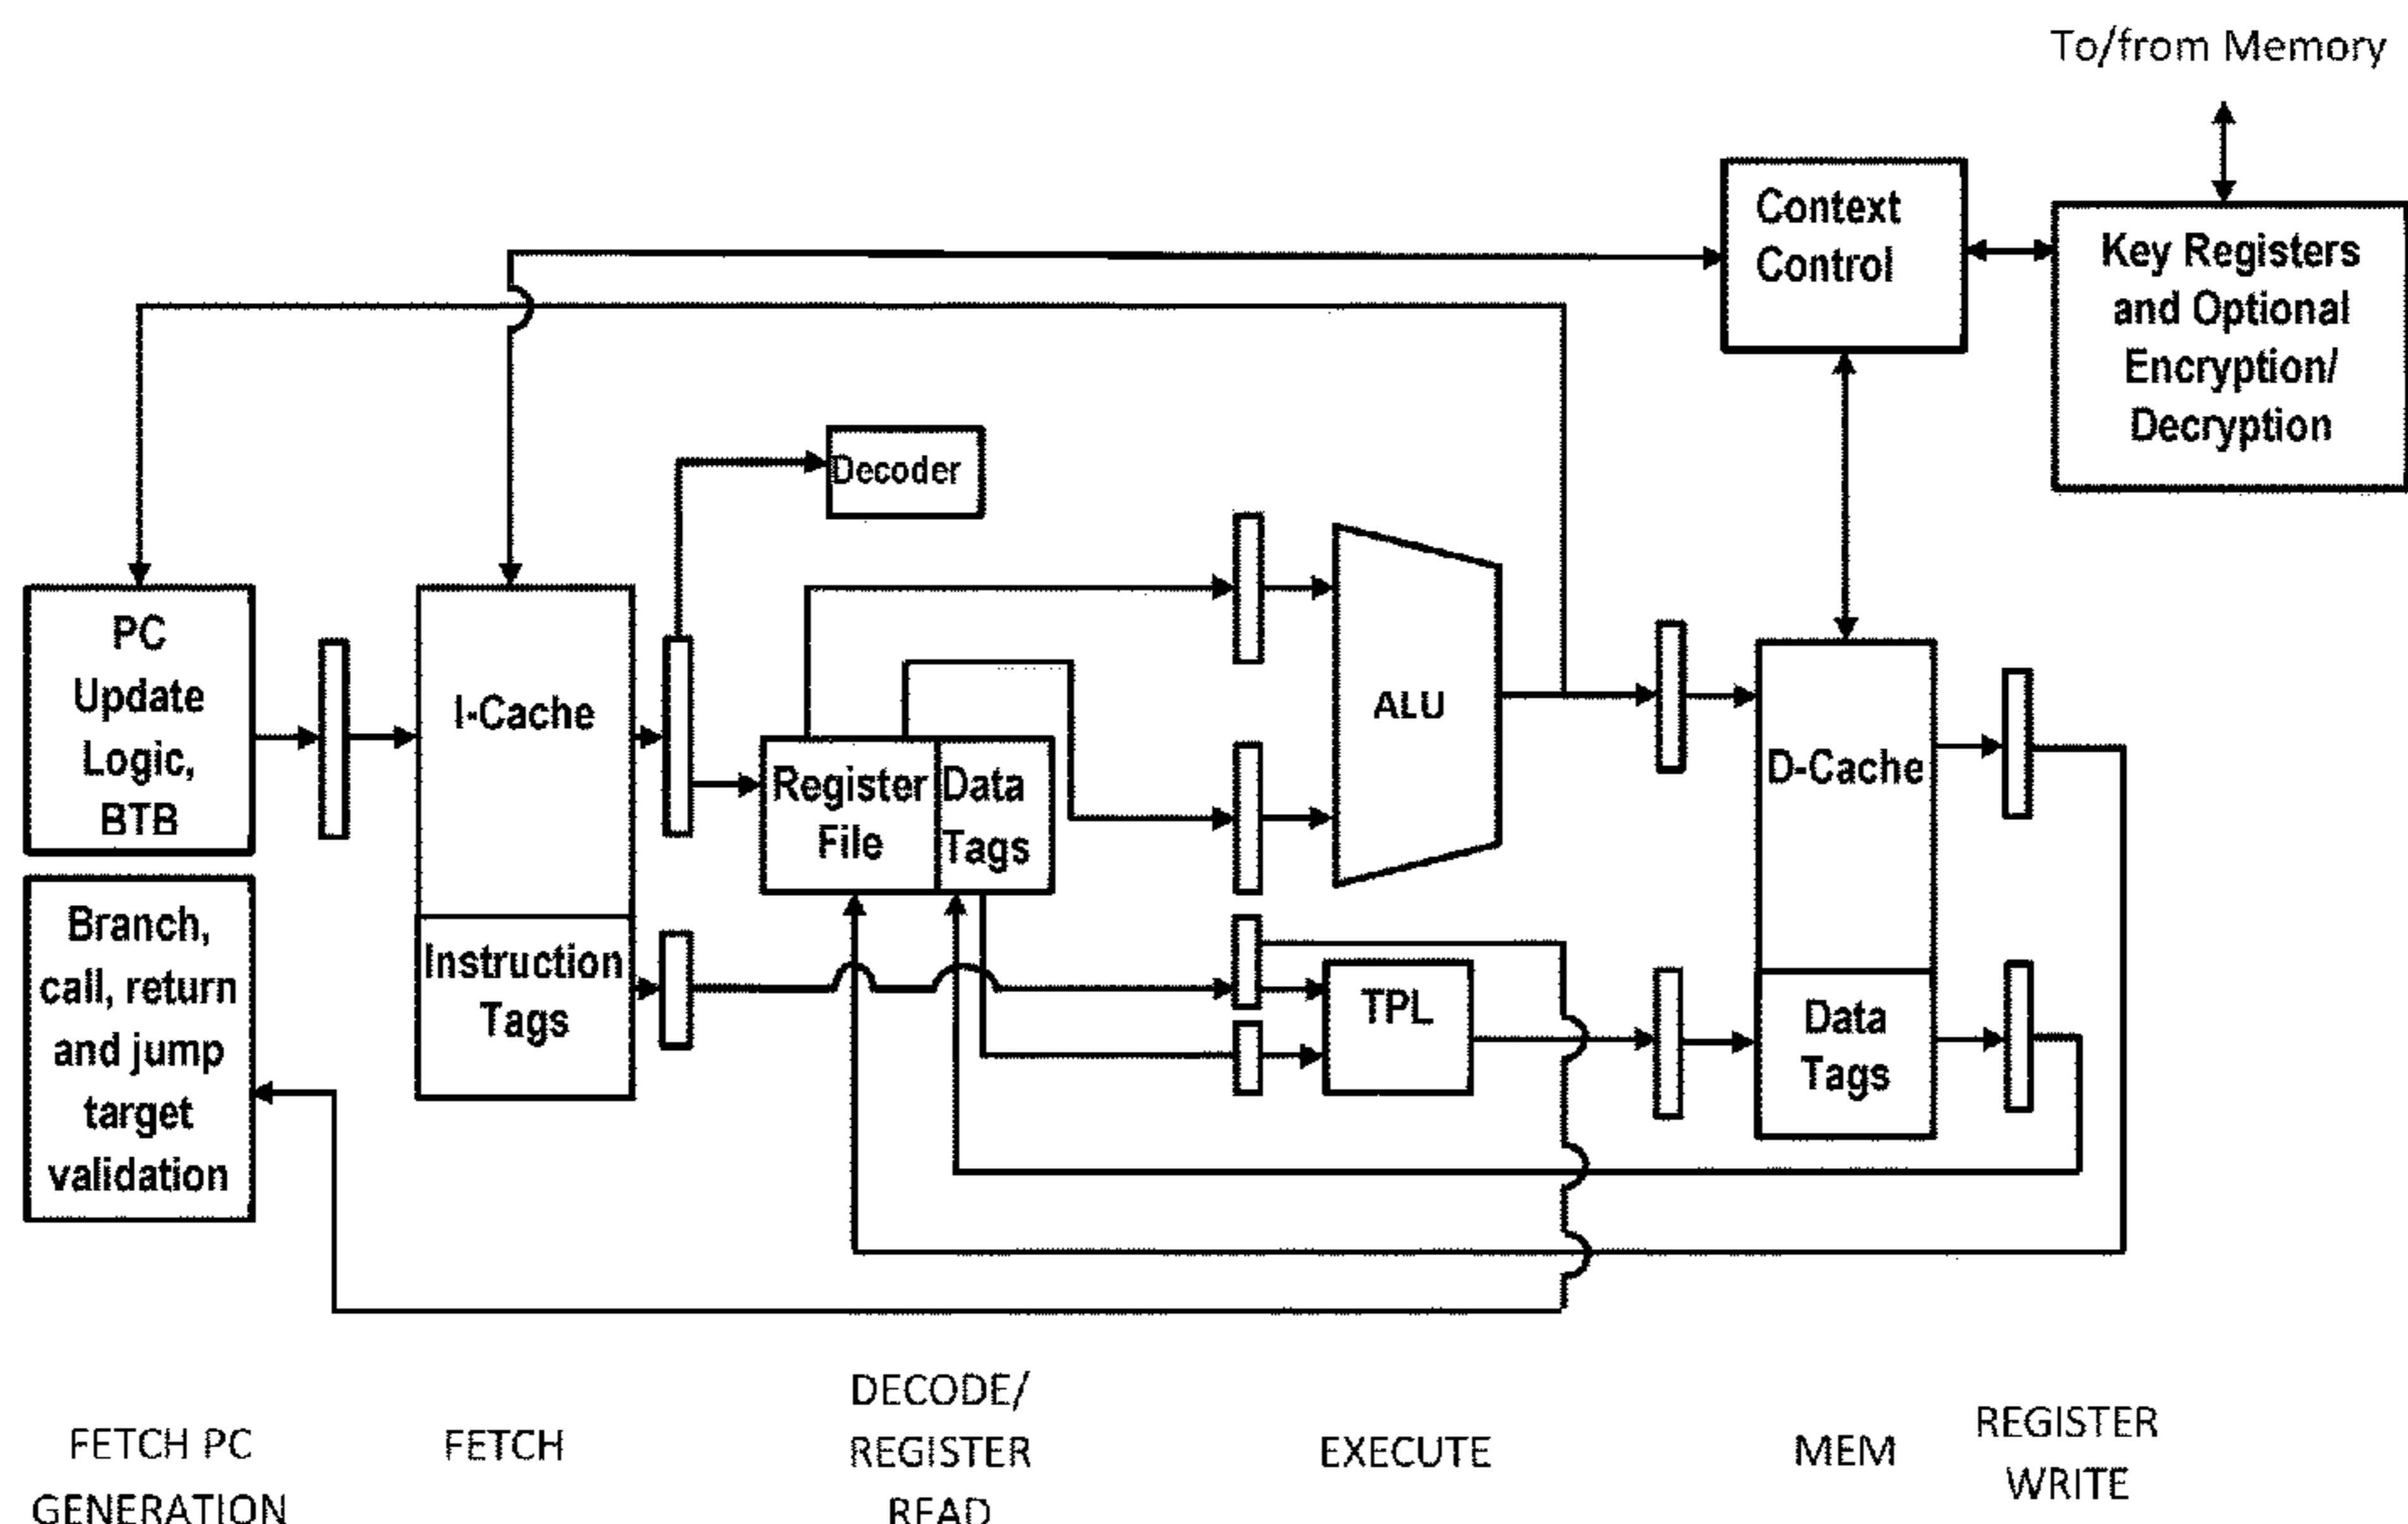 To/from Memory
Context
Control
Key Registers
and Optional
Encryption/
Decryption
Decoder
PC
Update
Logic,
BTB
I-Cache
Register
File
Data
Tags
ALU
D-Cache
Branch,
call, return
and jump
target
validation
Instruction
Tags
TPL
Data
Tags
FETCH PC
GENERATION
FETCH
DECODE/
REGISTER
READ
EXECUTE
MEM
REGISTER
WRITE